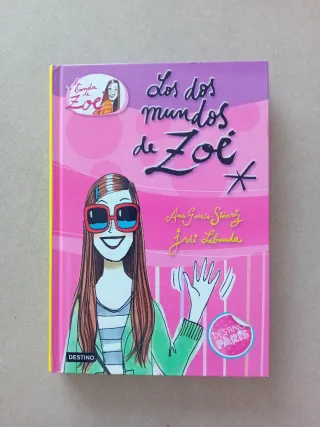 La
banda de
Zoé
Los dos
mundos
de Zoé
Ana García-Siñeriz
Jordi Labanda
DESTINO
PARÍS
DESTINO